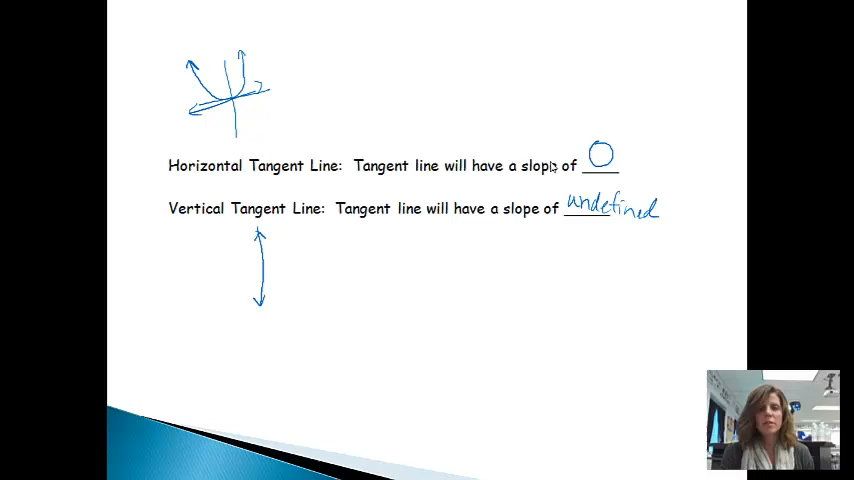 Horizontal Tangent Line: Tangent line will have a slope of 0
Vertical Tangent Line: Tangent line will have a slope of undefined